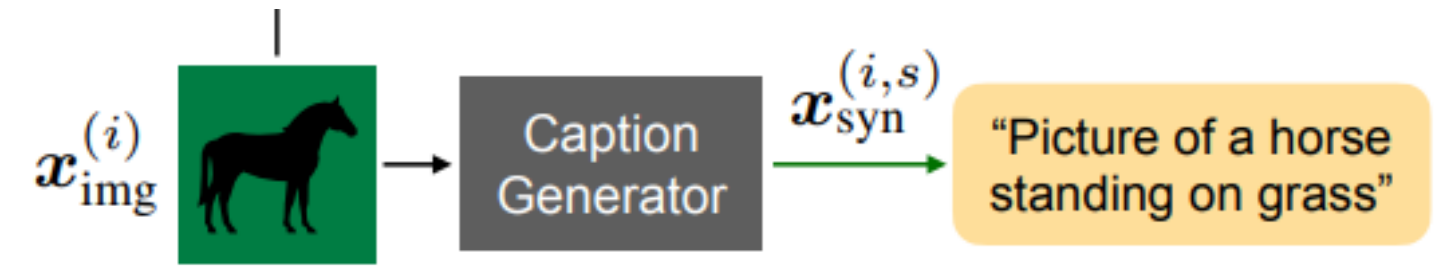 x_img^(i)
Caption
Generator
x_syn^(i,s)
“Picture of a horse
standing on grass”